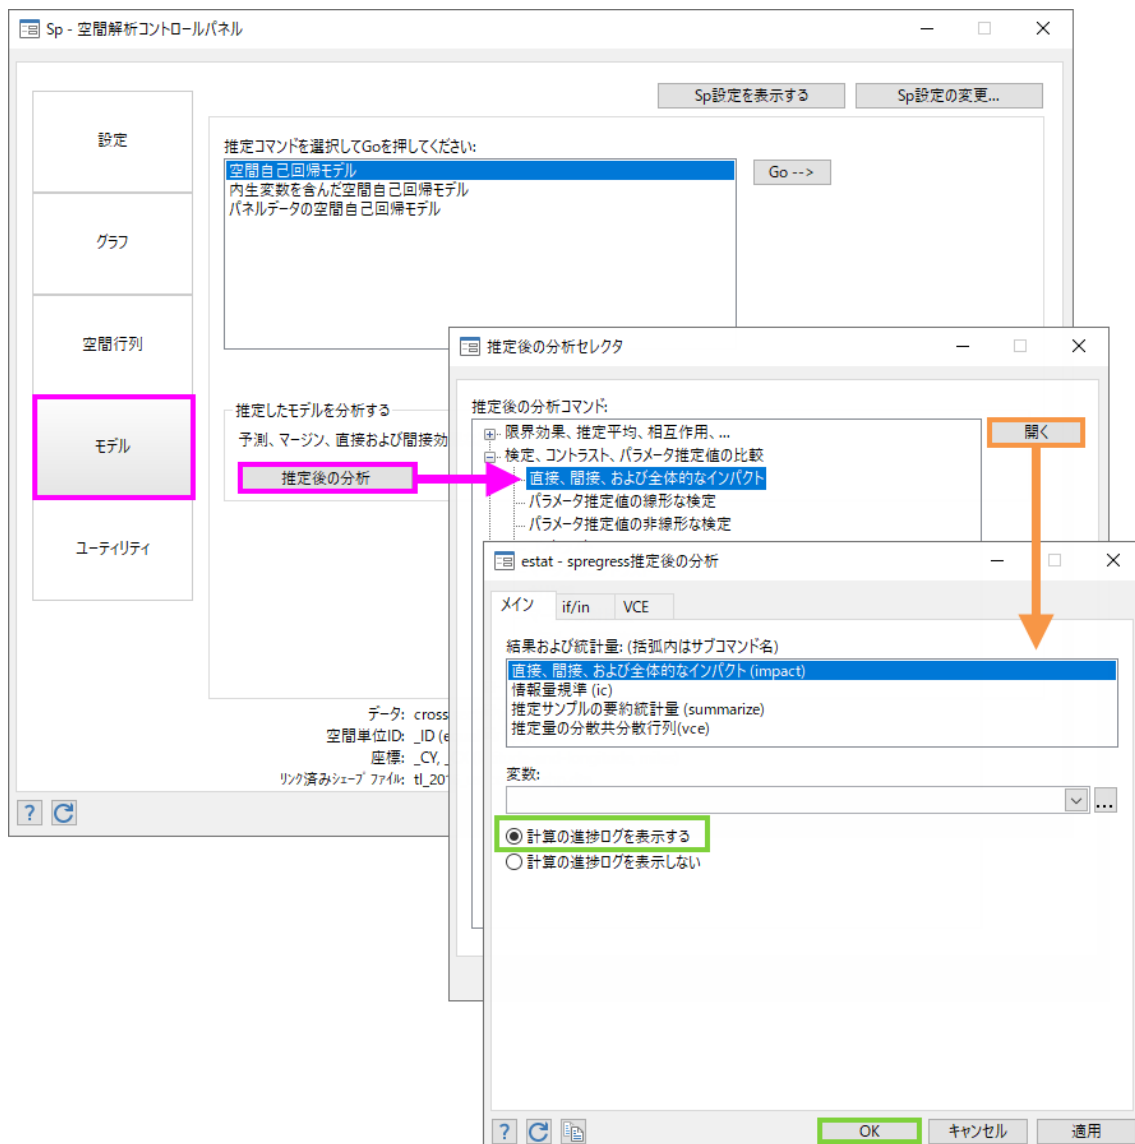 Sp - 空間解析コントロールパネル
Sp設定を表示する
Sp設定の変更...
設定
グラフ
空間行列
モデル
ユーティリティ
推定コマンドを選択してGoを押してください:
空間自己回帰モデル
内生変数を含んだ空間自己回帰モデル
パネルデータの空間自己回帰モデル
Go -->
推定したモデルを分析する
予測、マージン、直接および間接効
推定後の分析
データ: cross
空間単位ID: _ID (e
座標: _CY, _
リンク済みシェープ ファイル: tl_20
?
推定後の分析セレクタ
推定後の分析コマンド:
限界効果、推定平均、相互作用、...
検定、コントラスト、パラメータ推定値の比較
直接、間接、および全体的なインパクト
パラメータ推定値の線形な検定
パラメータ推定値の非線形な検定
開く
estat - spregress推定後の分析
メイン
if/in
VCE
結果および統計量: (括弧内はサブコマンド名)
直接、間接、および全体的なインパクト (impact)
情報量規準 (ic)
推定サンプルの要約統計量 (summarize)
推定量の分散共分散行列(vce)
変数:
...
計算の進捗ログを表示する
計算の進捗ログを表示しない
?
OK
キャンセル
適用